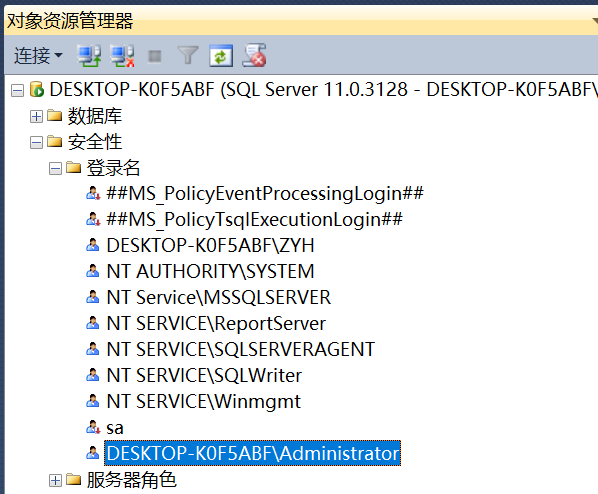 对象资源管理器
连接
DESKTOP-K0F5ABF (SQL Server 11.0.3128 - DESKTOP-K0F5ABF\
数据库
安全性
登录名
##MS_PolicyEventProcessingLogin##
##MS_PolicyTsqlExecutionLogin##
DESKTOP-K0F5ABF\ZYH
NT AUTHORITY\SYSTEM
NT Service\MSSQLSERVER
NT SERVICE\ReportServer
NT SERVICE\SQLSERVERAGENT
NT SERVICE\SQLWriter
NT SERVICE\Winmgmt
sa
DESKTOP-K0F5ABF\Administrator
服务器角色